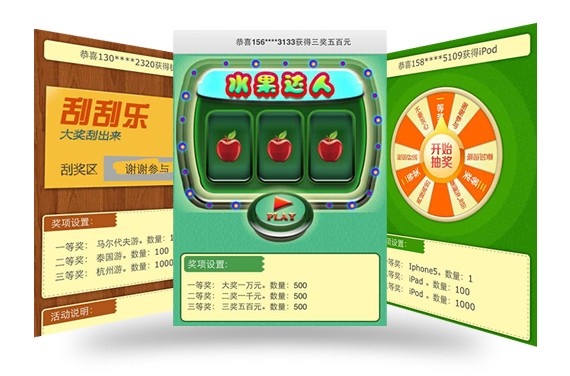 恭喜130****2320获得
刮刮乐
大奖刮出来
刮奖区 谢谢参与
奖项设置:
一等奖: 马尔代夫游。数量: 1
二等奖: 泰国游。数量: 100
三等奖: 杭州游。数量: 1000
活动说明:
恭喜156****3133获得三奖五百元
水果达人
PLAY
奖项设置:
一等奖: 大奖一万元。数量: 500
二等奖: 二奖一千元。数量: 500
三等奖: 三奖五百元。数量: 500
恭喜158****5109获得iPod
一等奖
开始
抽奖
奖项设置:
一等奖: Iphone5。数量: 1
等奖: iPad 。数量: 100
等奖: iPod 。数量: 1000